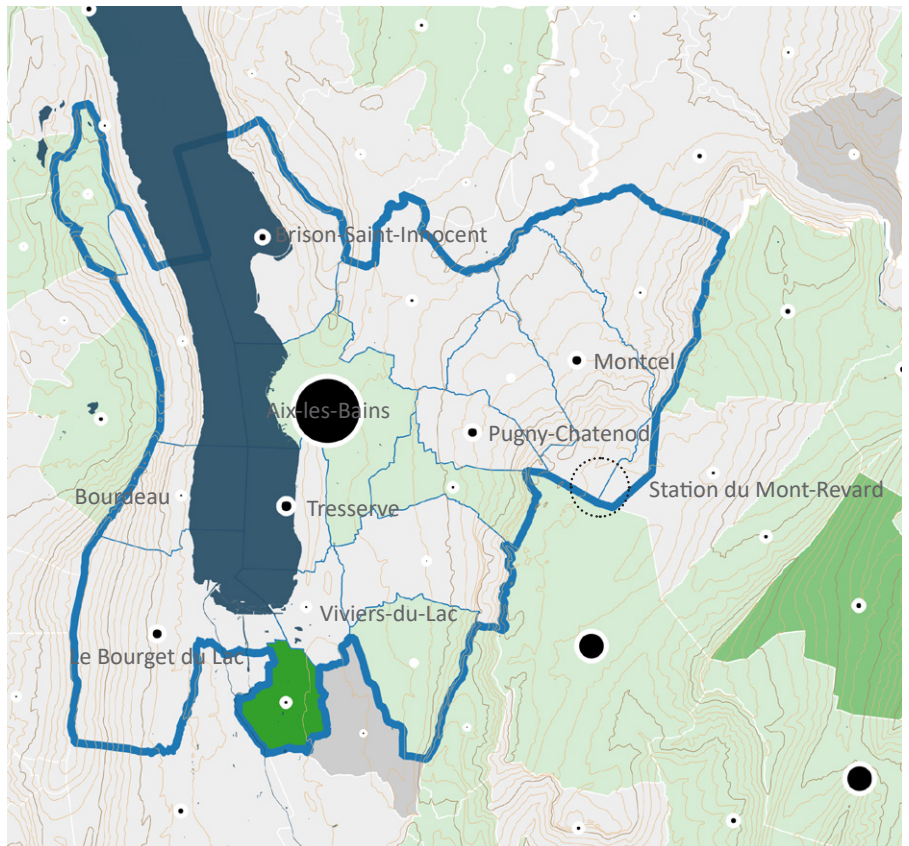 Brison-Saint-Innocent
Montcel
Aix-les-Bains
Pugny-Chatenod
Bourdeau
Station du Mont-Revard
Tresserve
Viviers-du-Lac
Le Bourget du Lac